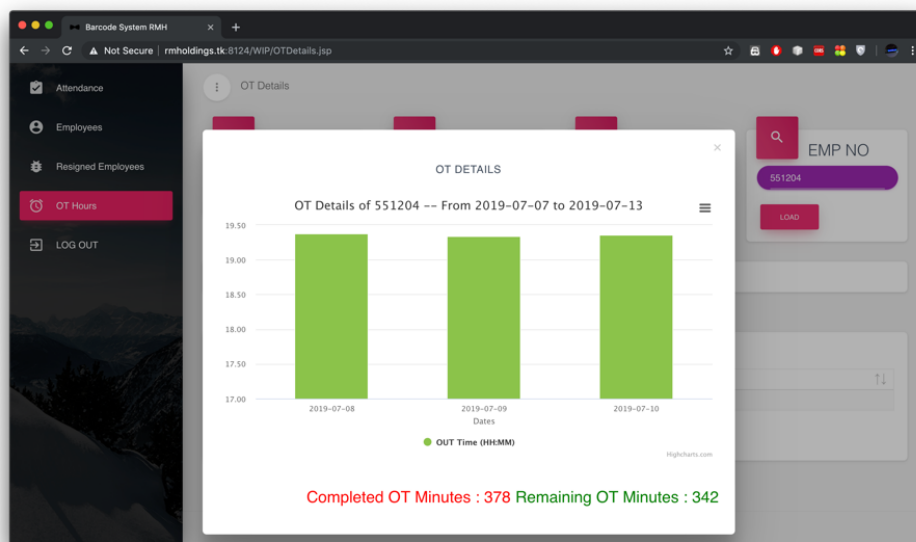 Barcode System RMH
Not Secure | rmholdings.tk:8124/WIP/OTDetails.jsp
Attendance
Employees
Resigned Employees
OT Hours
LOG OUT
OT Details
EMP NO
551204
LOAD
OT DETAILS
OT Details of 551204 -- From 2019-07-07 to 2019-07-13
19.50
19.00
18.50
18.00
17.50
17.00
2019-07-08 2019-07-09 2019-07-10
Dates
OUT Time (HH:MM)
Highcharts.com
Completed OT Minutes : 378 Remaining OT Minutes : 342